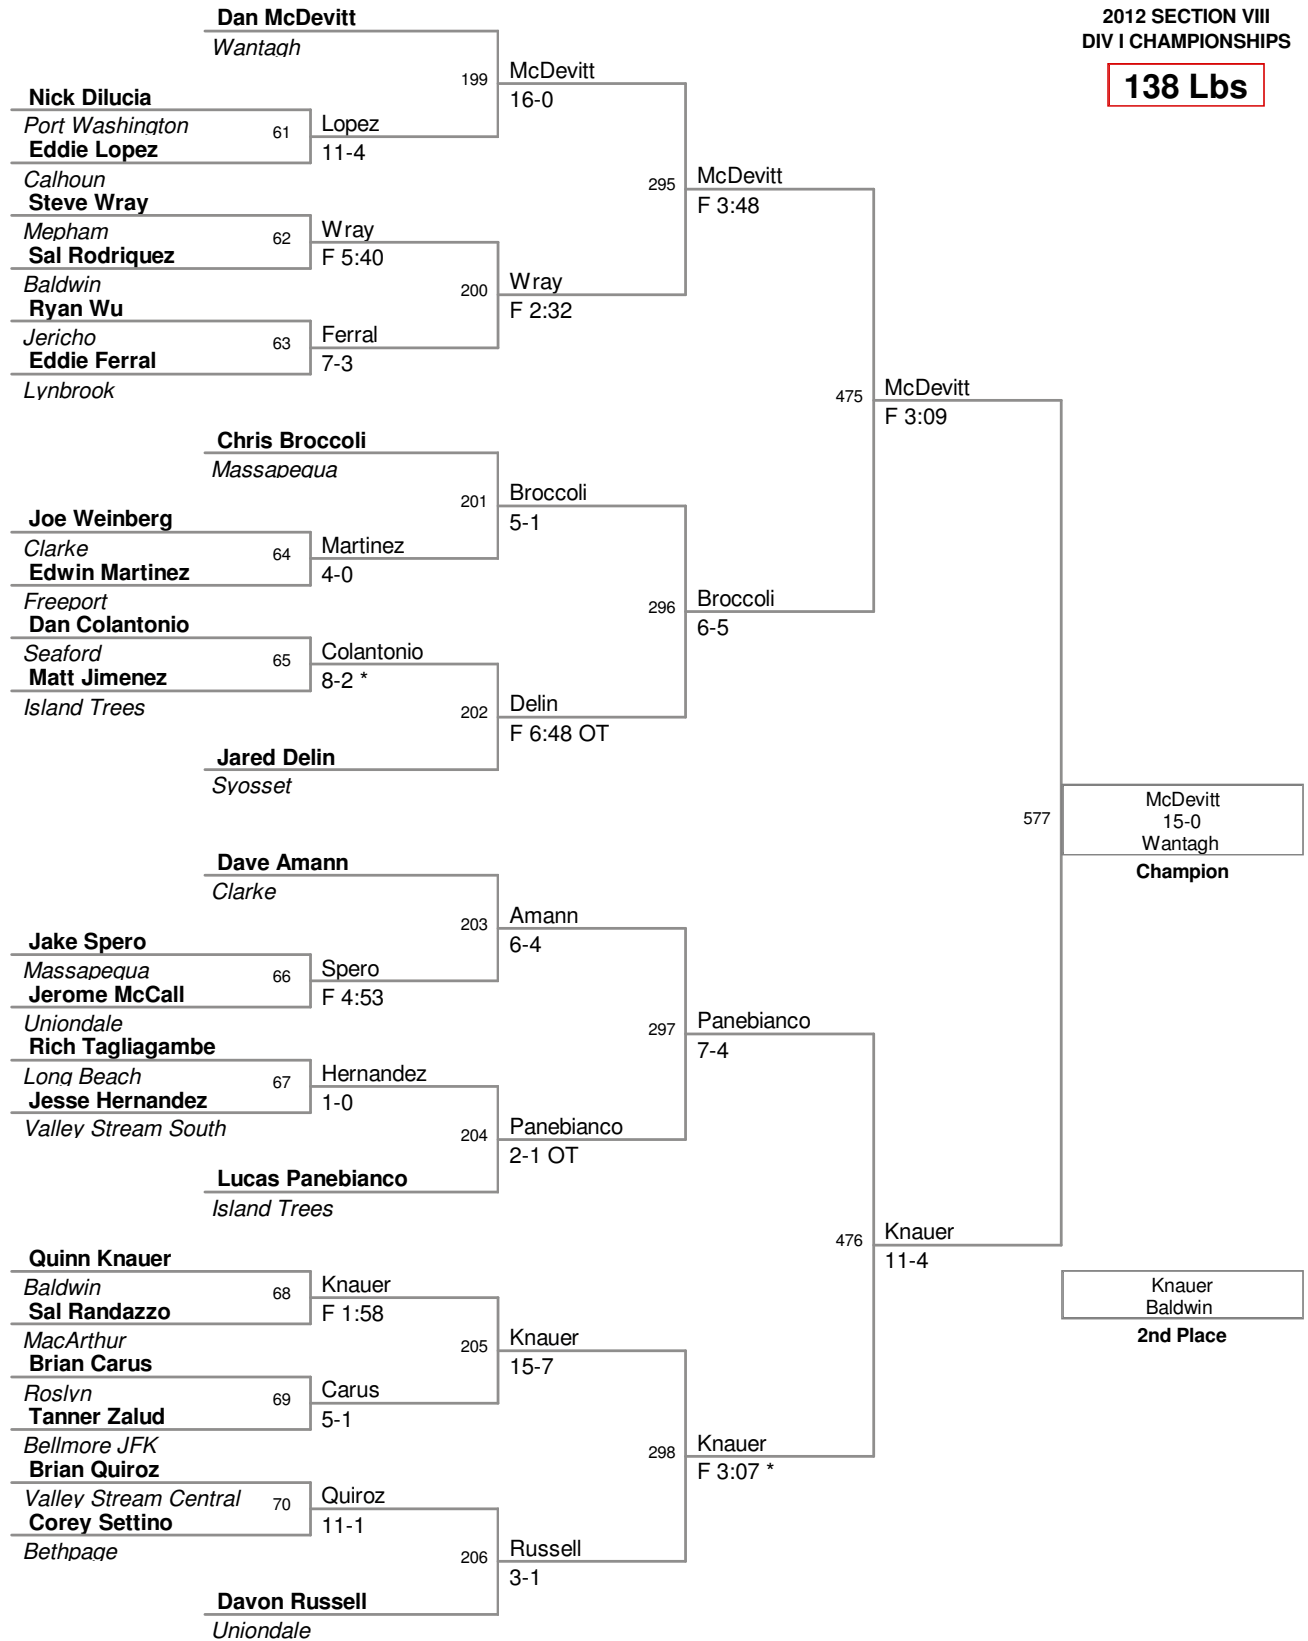 2012 SECTION VIII
DIV I CHAMPIONSHIPS
138 Lbs
Dan McDevitt
Wantagh
199
McDevitt
16-0
Nick Dilucia
Port Washington
61
Lopez
11-4
Eddie Lopez
Calhoun
295
McDevitt
F 3:48
Steve Wray
Mepham
62
Wray
F 5:40
Sal Rodriquez
Baldwin
200
Wray
F 2:32
Ryan Wu
Jericho
63
Ferral
7-3
Eddie Ferral
Lynbrook
475
McDevitt
F 3:09
Chris Broccoli
Massapequa
201
Broccoli
5-1
Joe Weinberg
Clarke
64
Martinez
4-0
Edwin Martinez
Freeport
296
Broccoli
6-5
Dan Colantonio
Seaford
65
Colantonio
8-2 *
Matt Jimenez
Island Trees
202
Delin
F 6:48 OT
Jared Delin
Syosset
577
McDevitt
15-0
Wantagh
Champion
Dave Amann
Clarke
203
Amann
6-4
Jake Spero
Massapequa
66
Spero
F 4:53
Jerome McCall
Uniondale
297
Panebianco
7-4
Rich Tagliagambe
Long Beach
67
Hernandez
1-0
Jesse Hernandez
Valley Stream South
204
Panebianco
2-1 OT
Lucas Panebianco
Island Trees
476
Knauer
11-4
Quinn Knauer
Baldwin
68
Knauer
F 1:58
Sal Randazzo
MacArthur
205
Knauer
15-7
Knauer
Baldwin
2nd Place
Brian Carus
Roslyn
69
Carus
5-1
Tanner Zalud
Bellmore JFK
298
Knauer
F 3:07 *
Brian Quiroz
Valley Stream Central
70
Quiroz
11-1
Corey Settino
Bethpage
206
Russell
3-1
Davon Russell
Uniondale